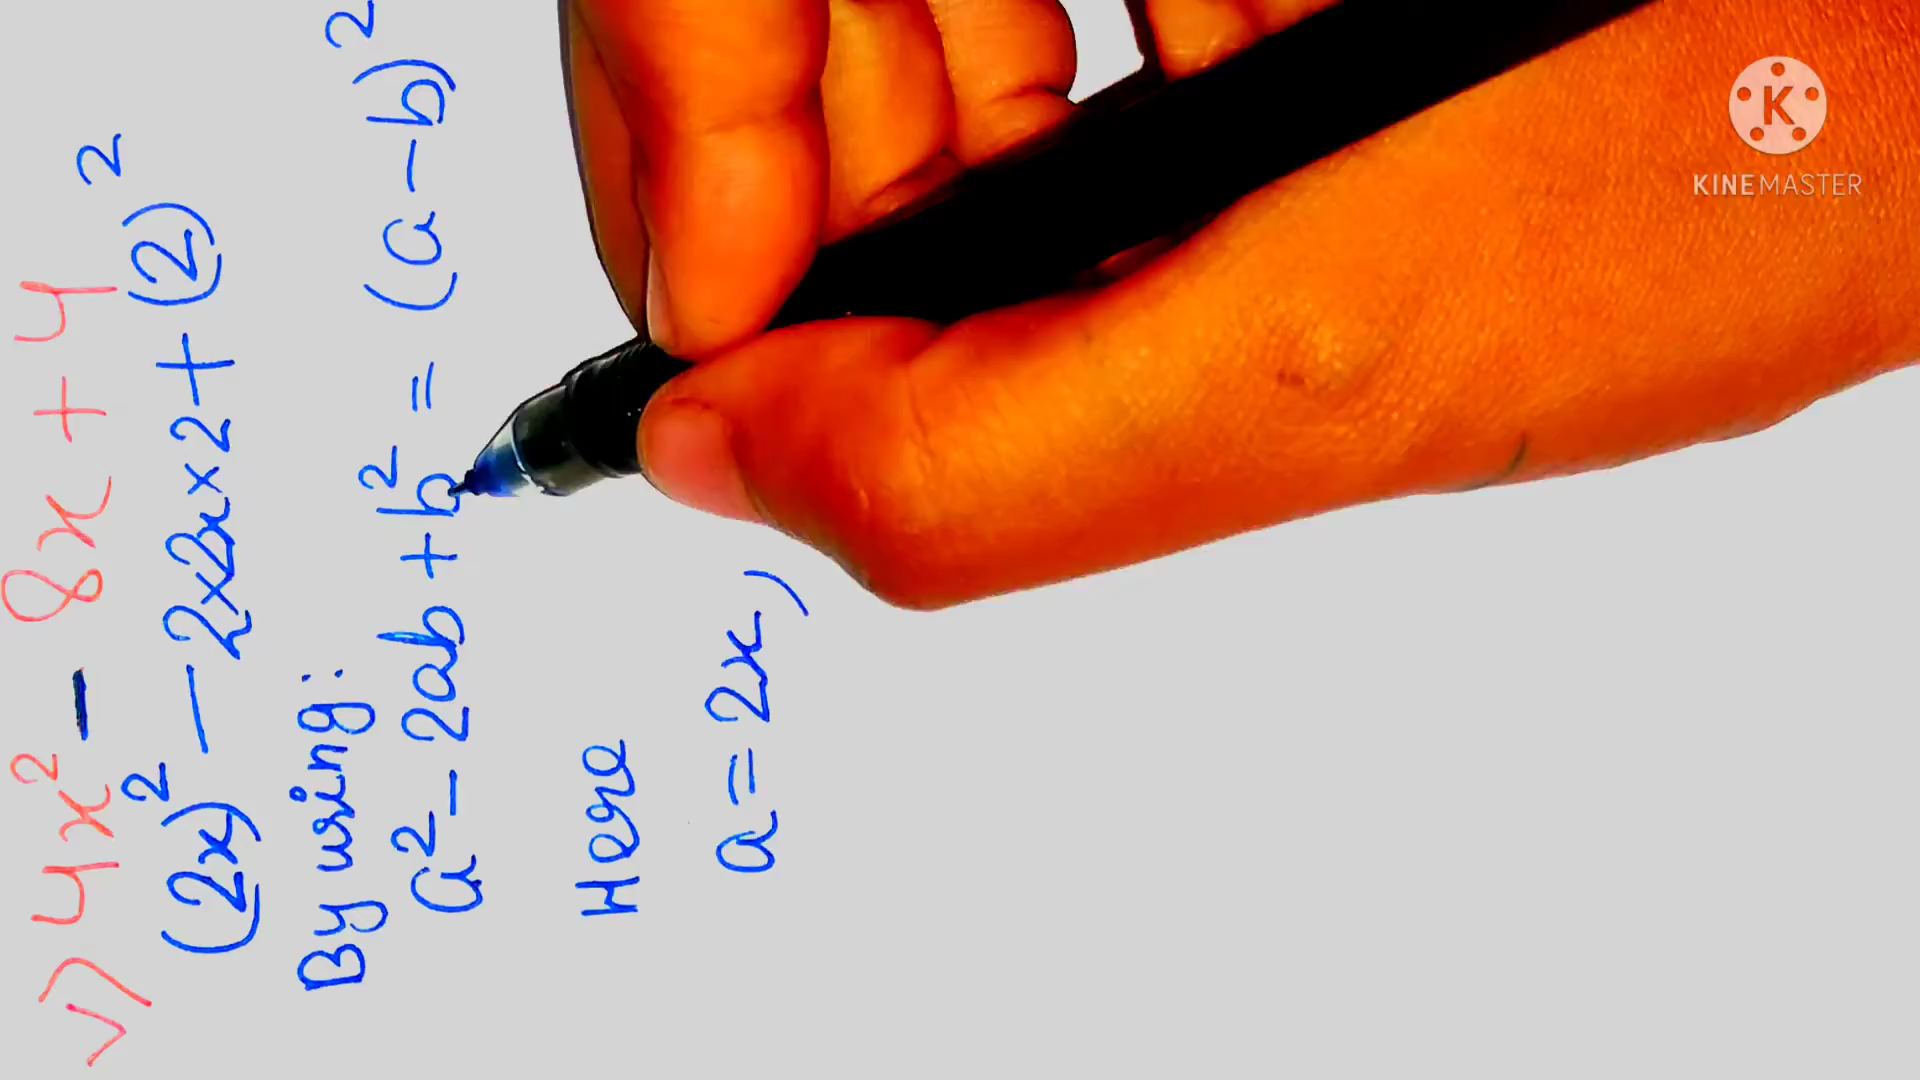 v) 4x² - 8x + 4
(2x)² - 2×2x×2 + (2)²
By using:
a² - 2ab + b² = (a - b)²
Here
a = 2x,
KINEMASTER